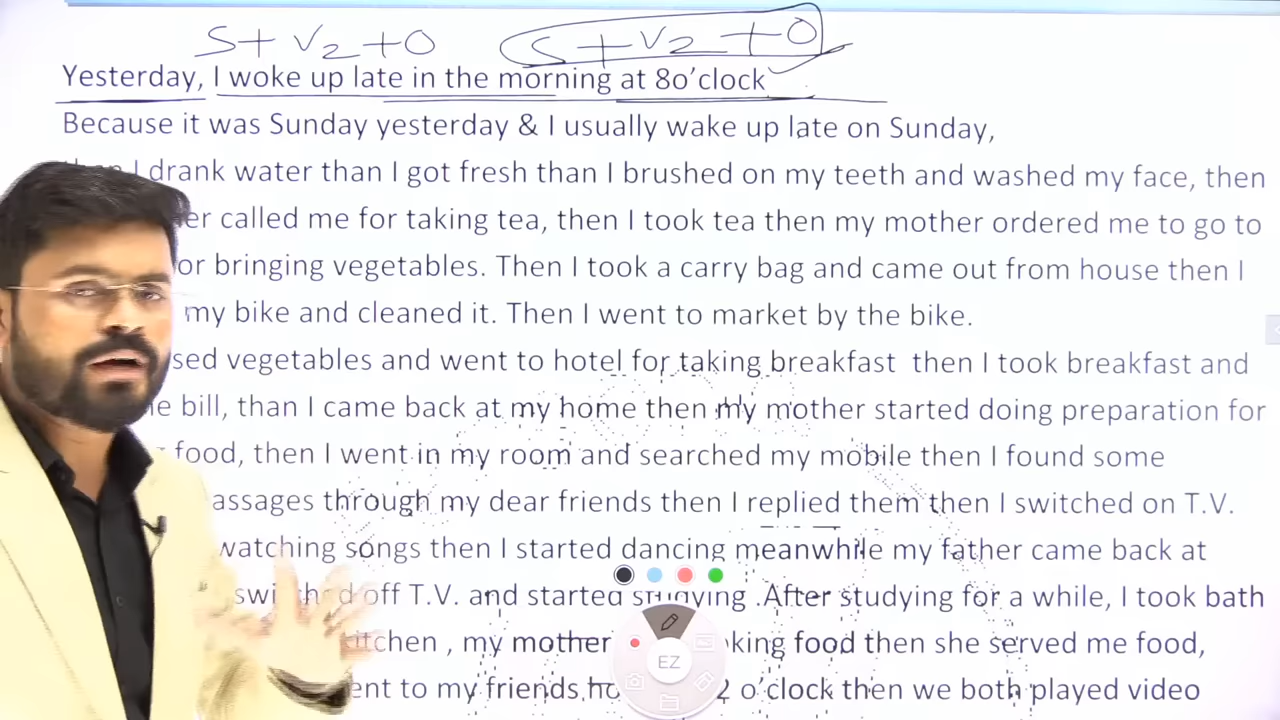 S+ V2 +O S+V2+O
Yesterday, I woke up late in the morning at 8o'clock
Because it was Sunday yesterday & I usually wake up late on Sunday,
I drank water than I got fresh than I brushed on my teeth and washed my face, then
called me for taking tea, then I took tea then my mother ordered me to go to
bringing vegetables. Then I took a carry bag and came out from house then I
my bike and cleaned it. Then I went to market by the bike.
vegetables and went to hotel for taking breakfast then I took breakfast and
bill, than I came back at my home then my mother started doing preparation for
food, then I went in my room and searched my mobile then I found some
through my dear friends then I replied them then I switched on T.V.
watching songs then I started dancing meanwhile my father came back at
off T.V. and started studying .After studying for a while, I took bath
, my mother food then she served me food,
to my friends o'clock then we both played video
EZ